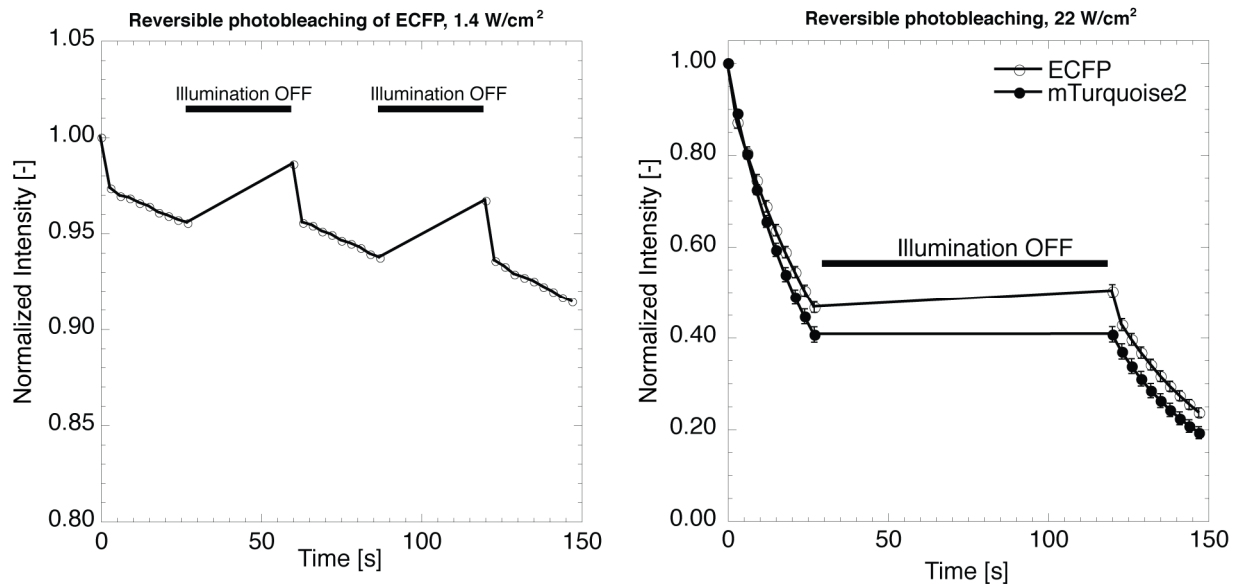 Reversible photobleaching of ECFP, 1.4 W/cm²
1.05
1.00
0.95
0.90
0.85
0.80
Normalized Intensity [-]
Illumination OFF
Illumination OFF
0
50
100
150
Time [s]
Reversible photobleaching, 22 W/cm²
1.00
0.80
0.60
0.40
0.20
0.00
Normalized Intensity [-]
ECFP
mTurquoise2
Illumination OFF
0
50
100
150
Time [s]